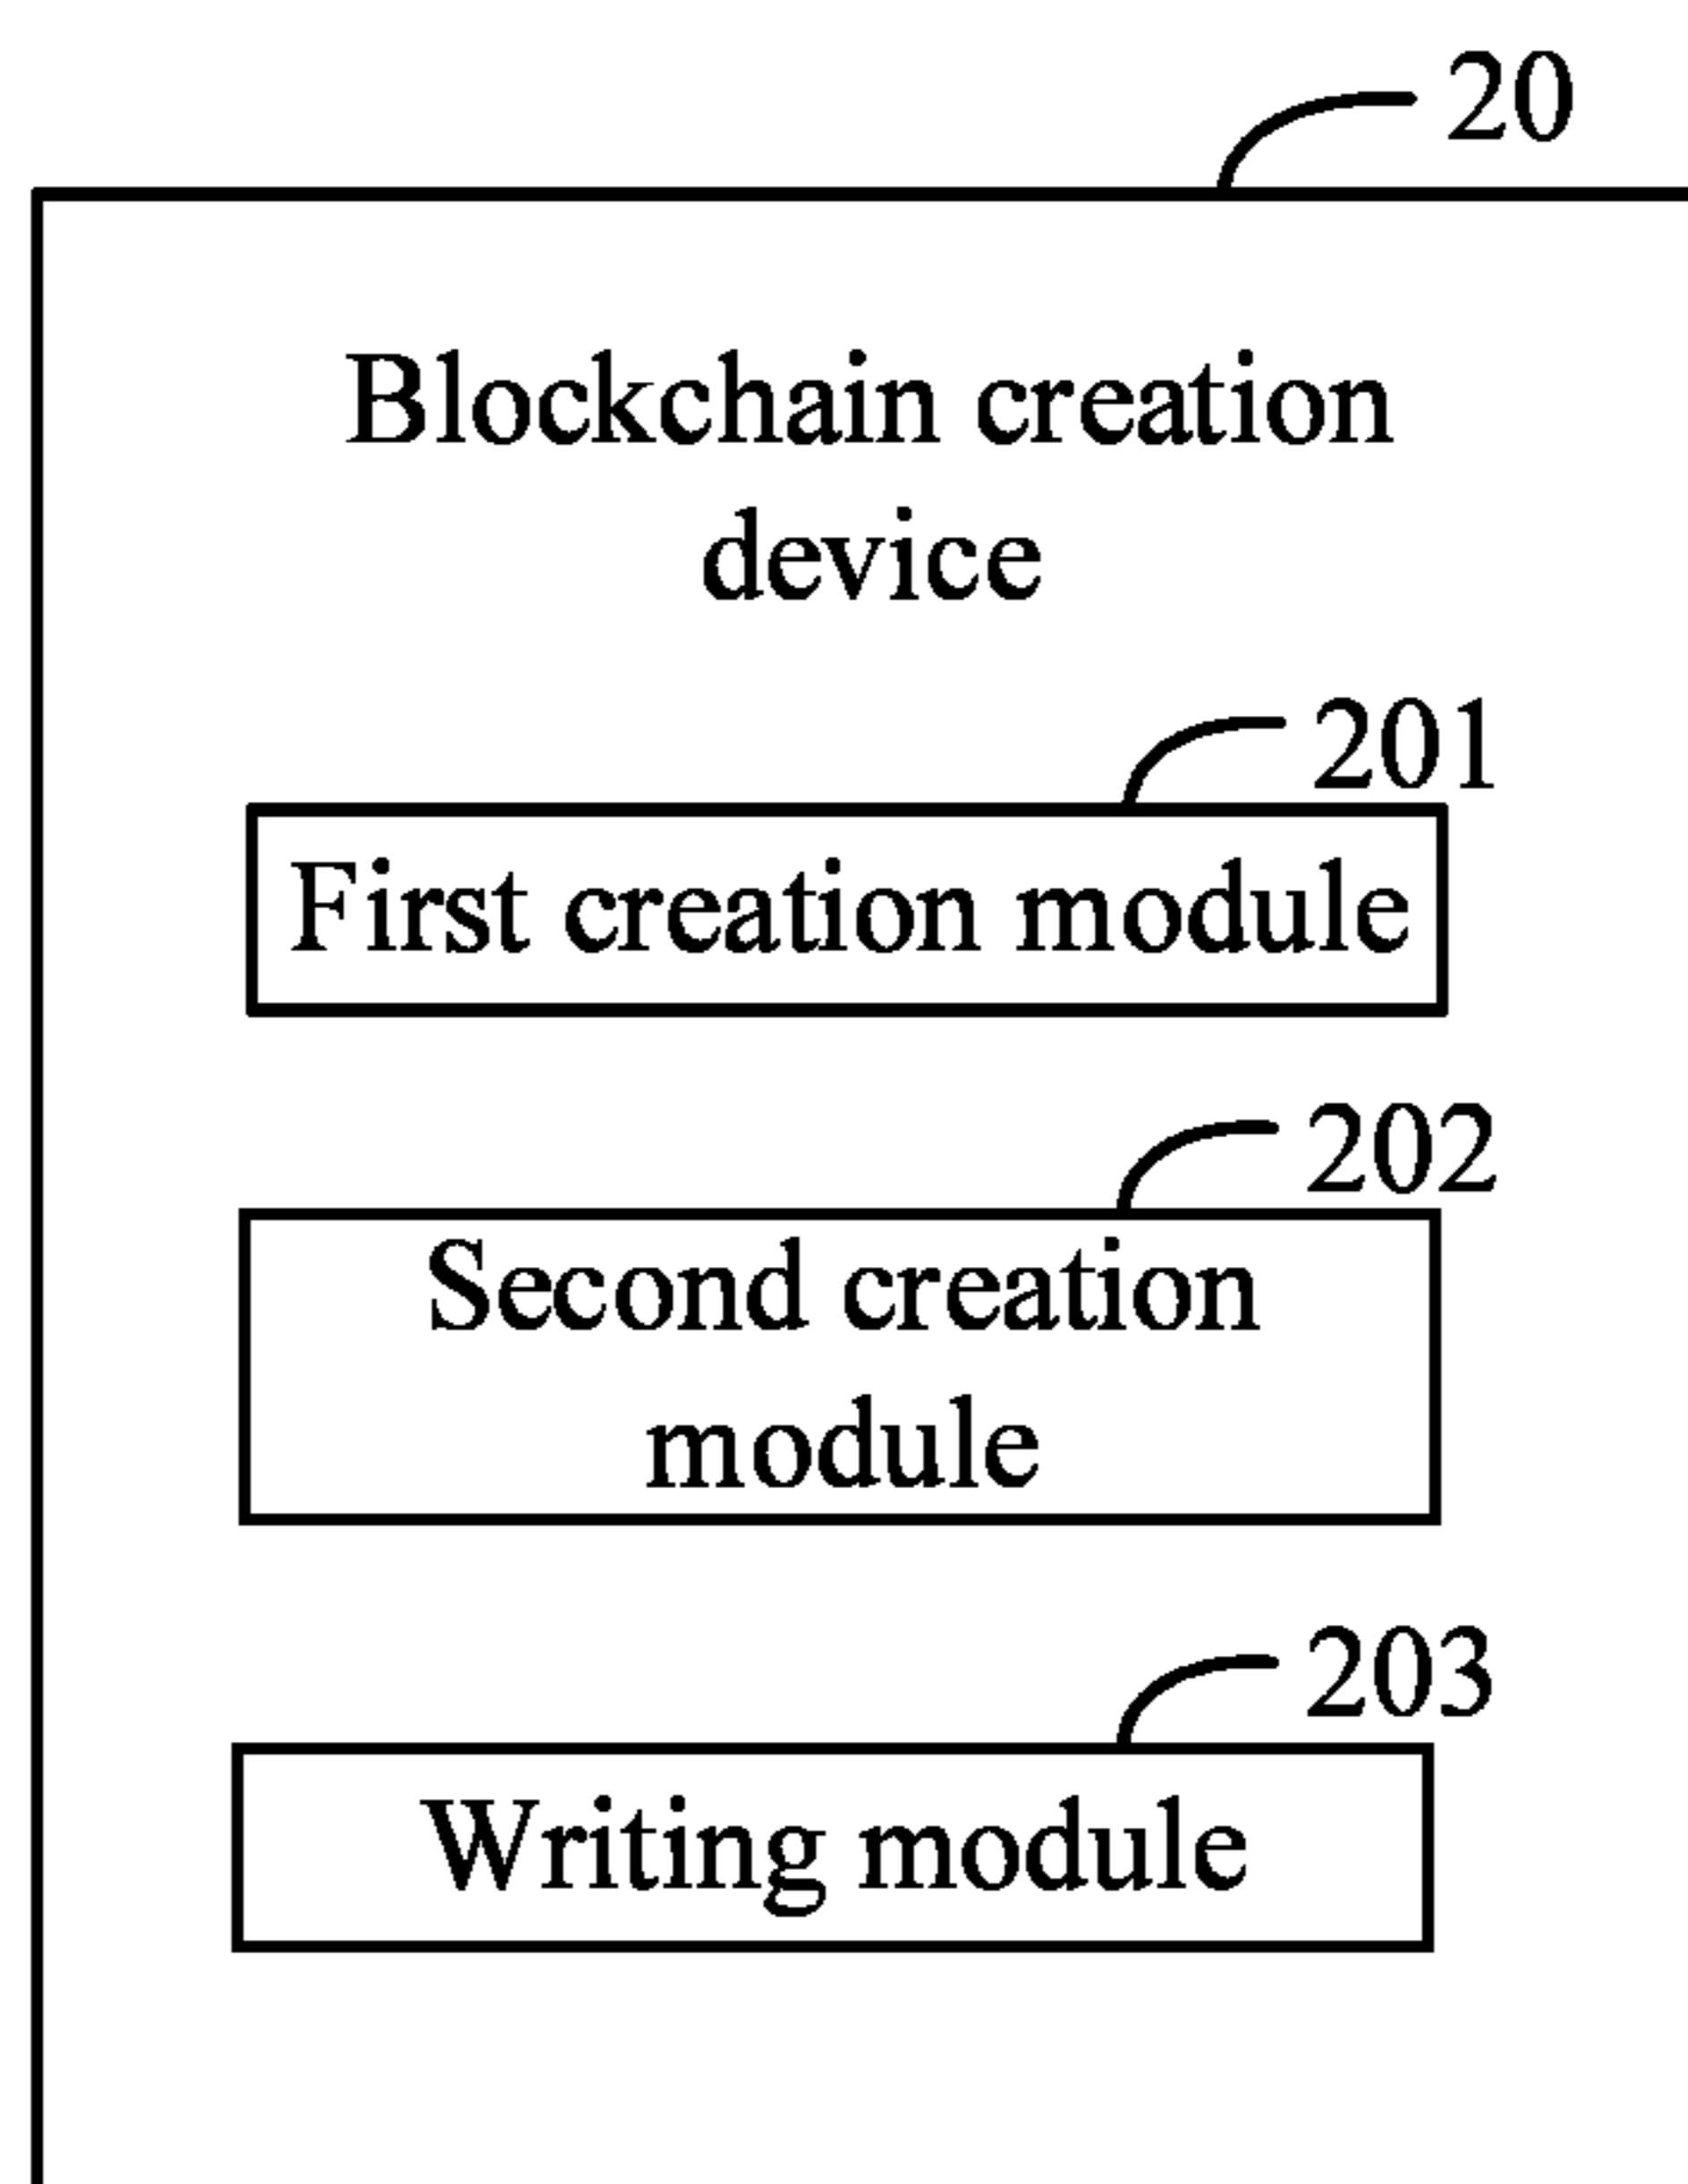 20
Blockchain creation
device
201
First creation module
202
Second creation
module
203
Writing module